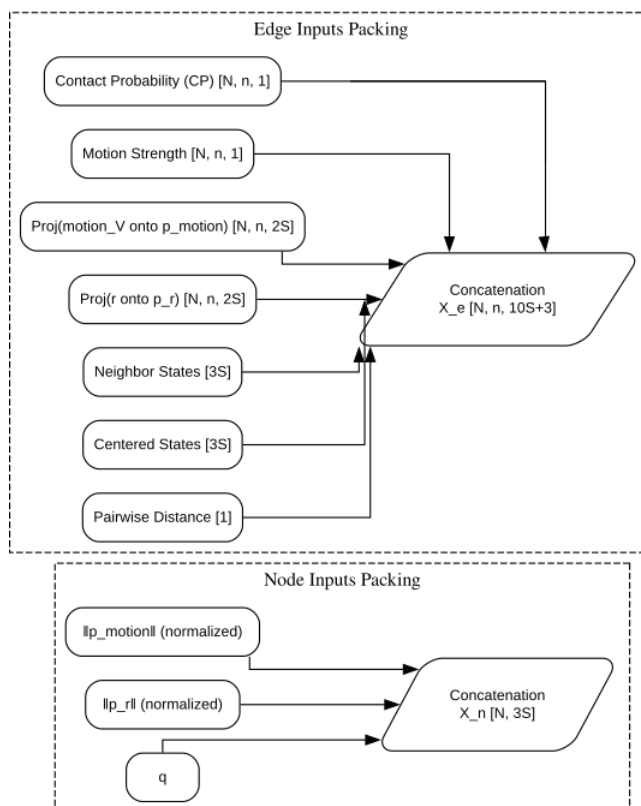 Edge Inputs Packing
Contact Probability (CP) [N, n, 1]
Motion Strength [N, n, 1]
Proj(motion_V onto p_motion) [N, n, 2S]
Proj(r onto p_r) [N, n, 2S]
Neighbor States [3S]
Centered States [3S]
Pairwise Distance [1]
Concatenation
X_e [N, n, 10S+3]
Node Inputs Packing
‖p_motion‖ (normalized)
‖p_r‖ (normalized)
q
Concatenation
X_n [N, 3S]